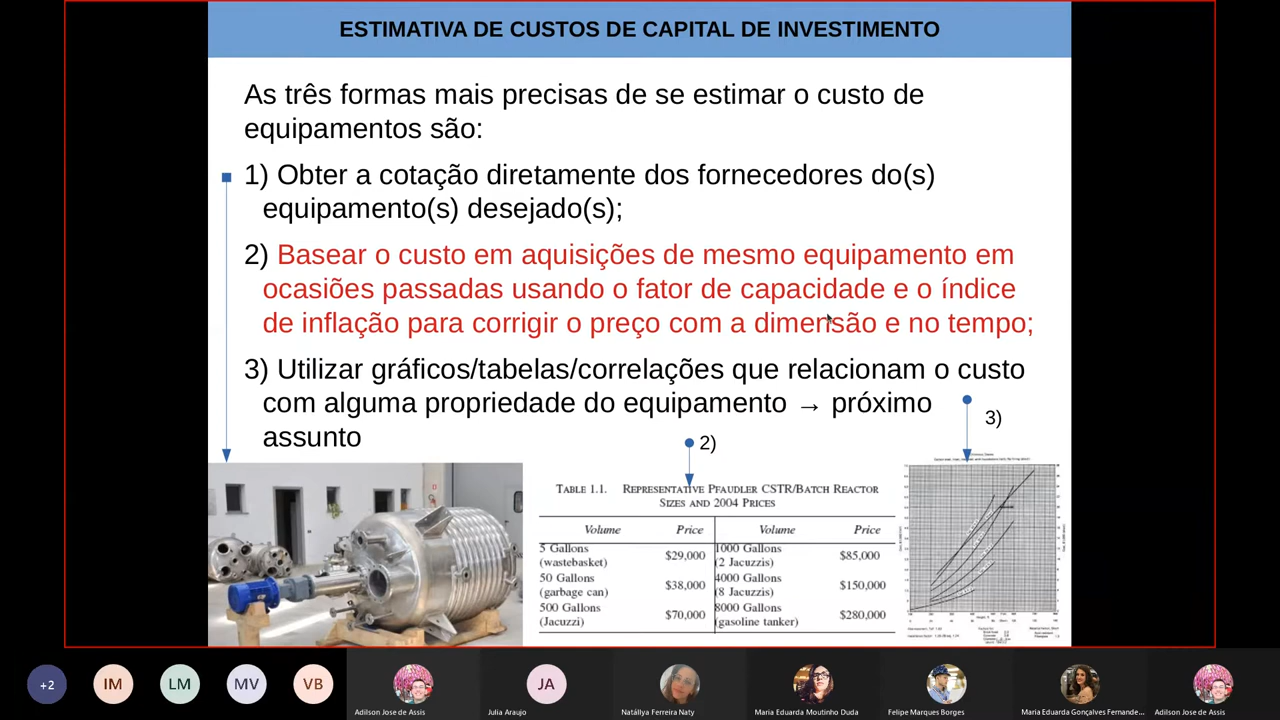 ESTIMATIVA DE CUSTOS DE CAPITAL DE INVESTIMENTO
As três formas mais precisas de se estimar o custo de
equipamentos são:
1) Obter a cotação diretamente dos fornecedores do(s)
equipamento(s) desejado(s);
2) Basear o custo em aquisições de mesmo equipamento em
ocasiões passadas usando o fator de capacidade e o índice
de inflação para corrigir o preço com a dimensão e no tempo;
3) Utilizar gráficos/tabelas/correlações que relacionam o custo
com alguma propriedade do equipamento → próximo
assunto
3)
2)
TABLE 1.1. REPRESENTATIVE PFAUDLER CSTR/BATCH REACTOR
SIZES AND 2004 PRICES
Volume Price Volume Price
5 Gallons $29,000 1000 Gallons $85,000
(wastebasket) (2 Jacuzzis)
50 Gallons $38,000 4000 Gallons $150,000
(garbage can) (8 Jacuzzis)
500 Gallons $70,000 8000 Gallons $280,000
(Jacuzzi) (gasoline tanker)
+2 IM LM MV VB JA
Adilson Jose de Assis Julia Araujo Natállya Ferreira Naty Maria Eduarda Moutinho Duda Felipe Marques Borges Maria Eduarda Gonçalves Fernande... Adilson Jose de Assis